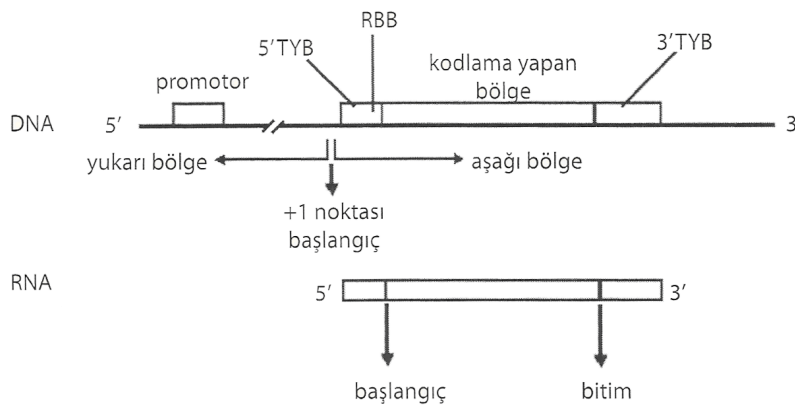 RBB
5'TYB
3'TYB
kodlama yapan
bölge
promotor
DNA
5'
3
yukarı bölge
aşağı bölge
+1 noktası
başlangıç
RNA
5'
3'
başlangıç
bitim